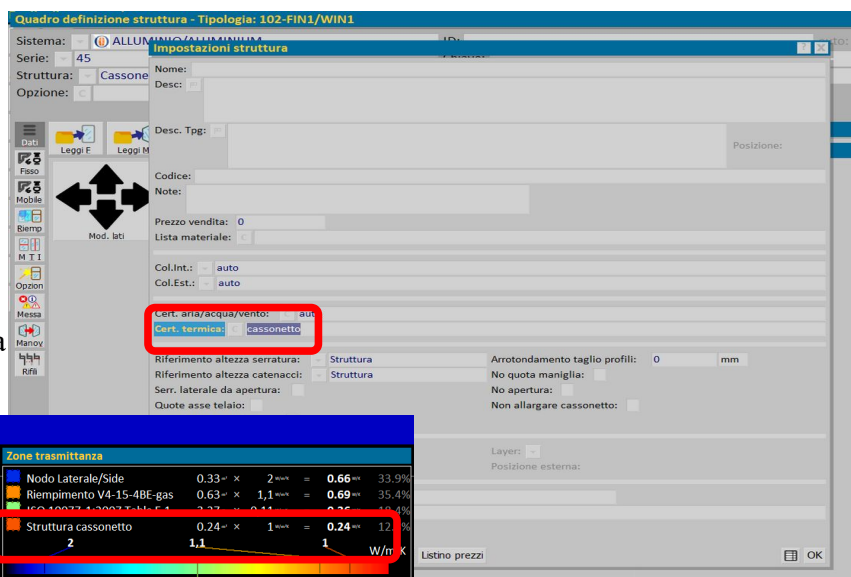 Quadro definizione struttura - Tipologia: 102-FIN1/WIN1
Sistema: ALLUMINIO/ALUMINIUM
Serie: 45
Struttura: Cassone
Opzione: C
Impostazioni struttura ? X
Nome:
Desc:
Desc. Tpg:
Posizione:
Codice:
Note:
Prezzo vendita: 0
Lista materiale: C
Col.Int.: auto
Col.Est.: auto
Cert. aria/acqua/vento: aut
Cert. termica: C cassonetto
Riferimento altezza serratura: Struttura Arrotondamento taglio profili: 0 mm
Riferimento altezza catenacci: Struttura No quota maniglia:
Serr. laterale da apertura: No apertura:
Quote asse telaio: Non allargare cassonetto:
Layer:
Posizione esterna:
Listino prezzi OK
Dati
Leggi F Leggi M
Fisso
Mobile
Mod. lati
Riemp
M T I
Opzion
Messa
Manov
Rifili
a
Zone trasmittanza
Nodo Laterale/Side 0.33 × 2 = 0.66 33.9%
Riempimento V4-15-4BE-gas 0.63 × 1,1 = 0.69 35.4%
Struttura cassonetto 0.24 × 1 = 0.24
2 1,1 1